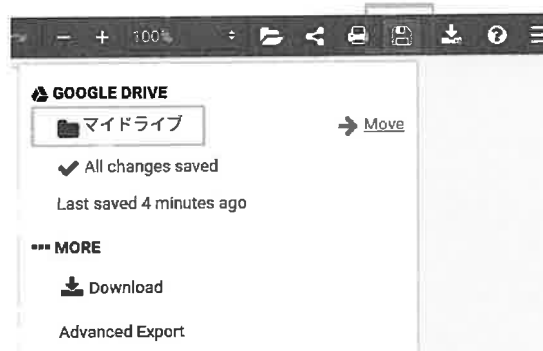 100%
GOOGLE DRIVE
マイドライブ
Move
All changes saved
Last saved 4 minutes ago
MORE
Download
Advanced Export